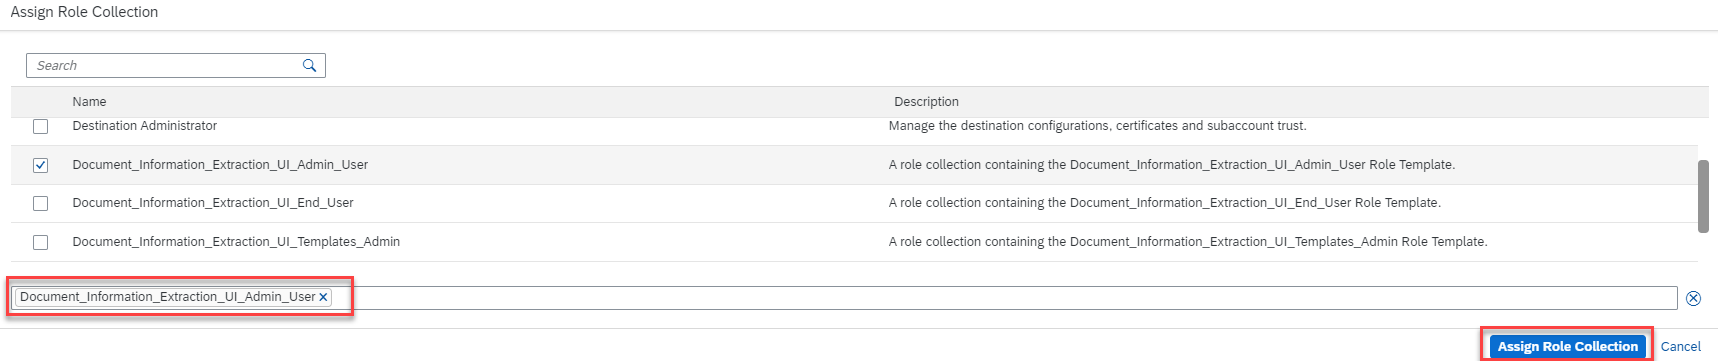 Assign Role Collection
Search
Name Description
Destination Administrator Manage the destination configurations, certificates and subaccount trust.
Document_Information_Extraction_UI_Admin_User A role collection containing the Document_Information_Extraction_UI_Admin_User Role Template.
Document_Information_Extraction_UI_End_User A role collection containing the Document_Information_Extraction_UI_End_User Role Template.
Document_Information_Extraction_UI_Templates_Admin A role collection containing the Document_Information_Extraction_UI_Templates_Admin Role Template.
Document_Information_Extraction_UI_Admin_User
Assign Role Collection Cancel